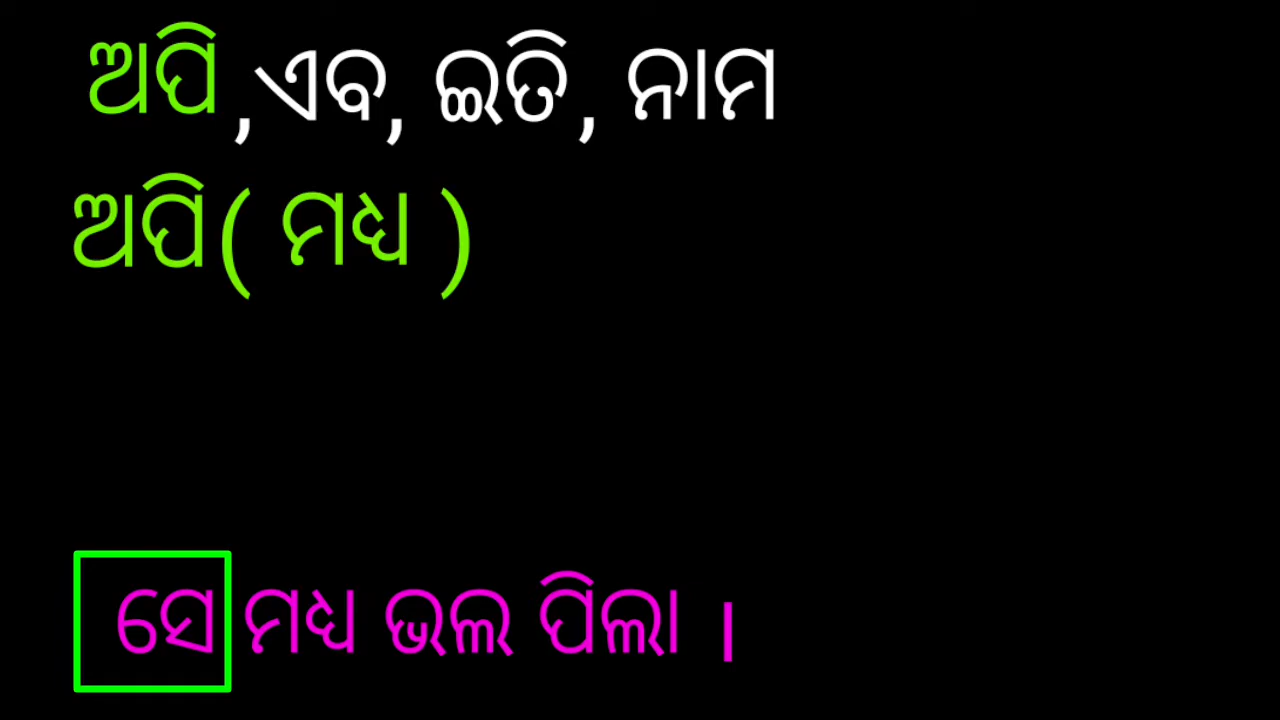 ଅପି ,ଏବ, ଇତି, ନାମ
ଅପି( ମଧ୍ୟ )
ସେ ମଧ୍ୟ ଭଲ ପିଲା ।